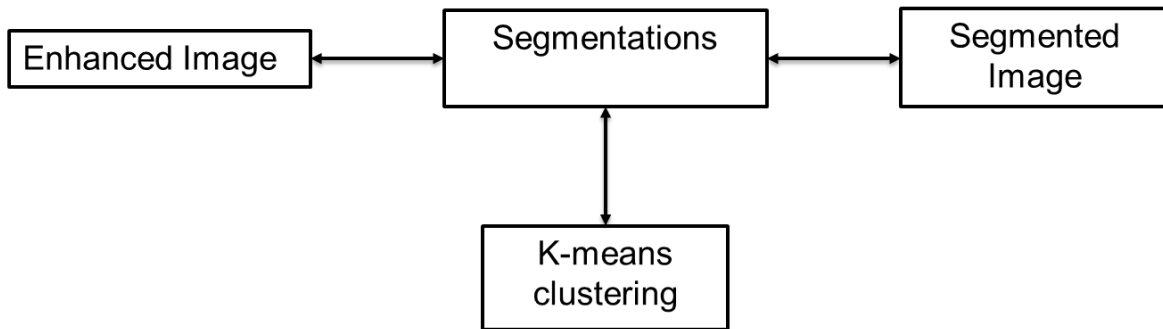 Enhanced Image
Segmentations
Segmented
Image
K-means
clustering